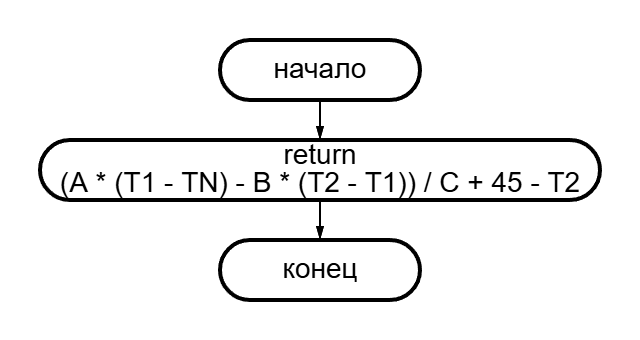 начало
return
(A * (T1 - TN) - B * (T2 - T1)) / C + 45 - T2
конец